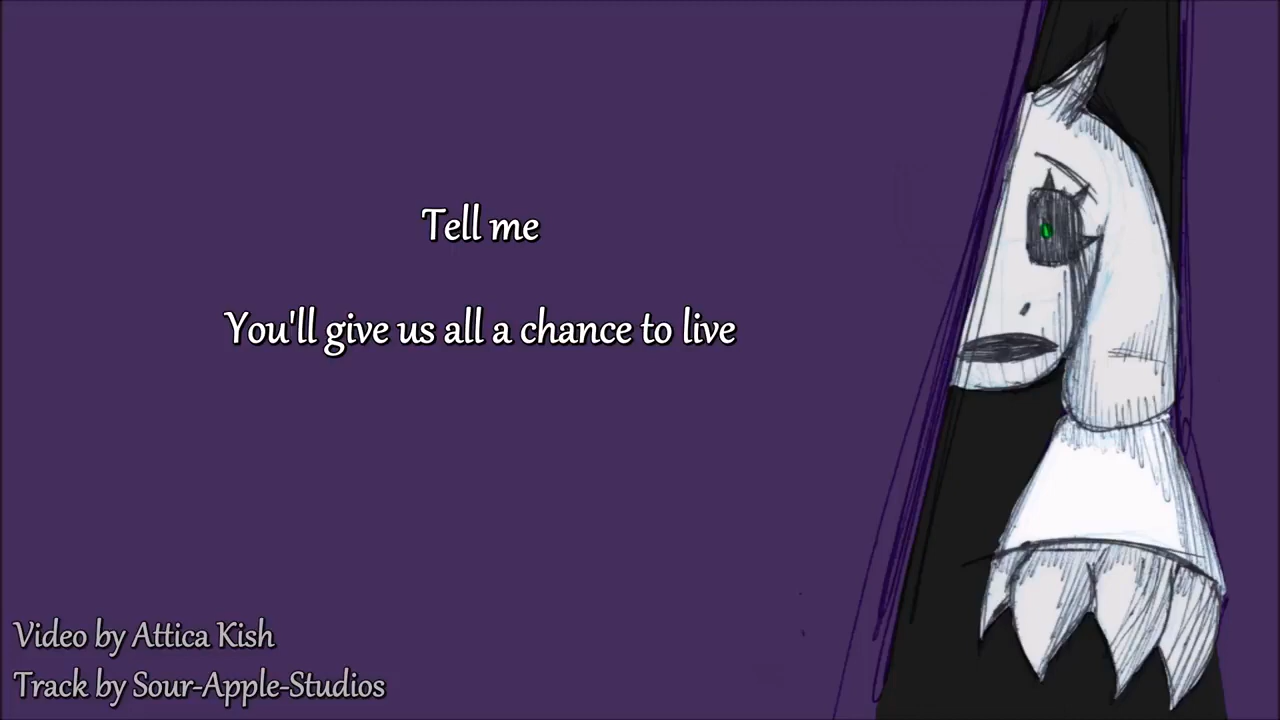 Tell me
You'll give us all a chance to live
Video by Attica Kish
Track by Sour-Apple-Studios